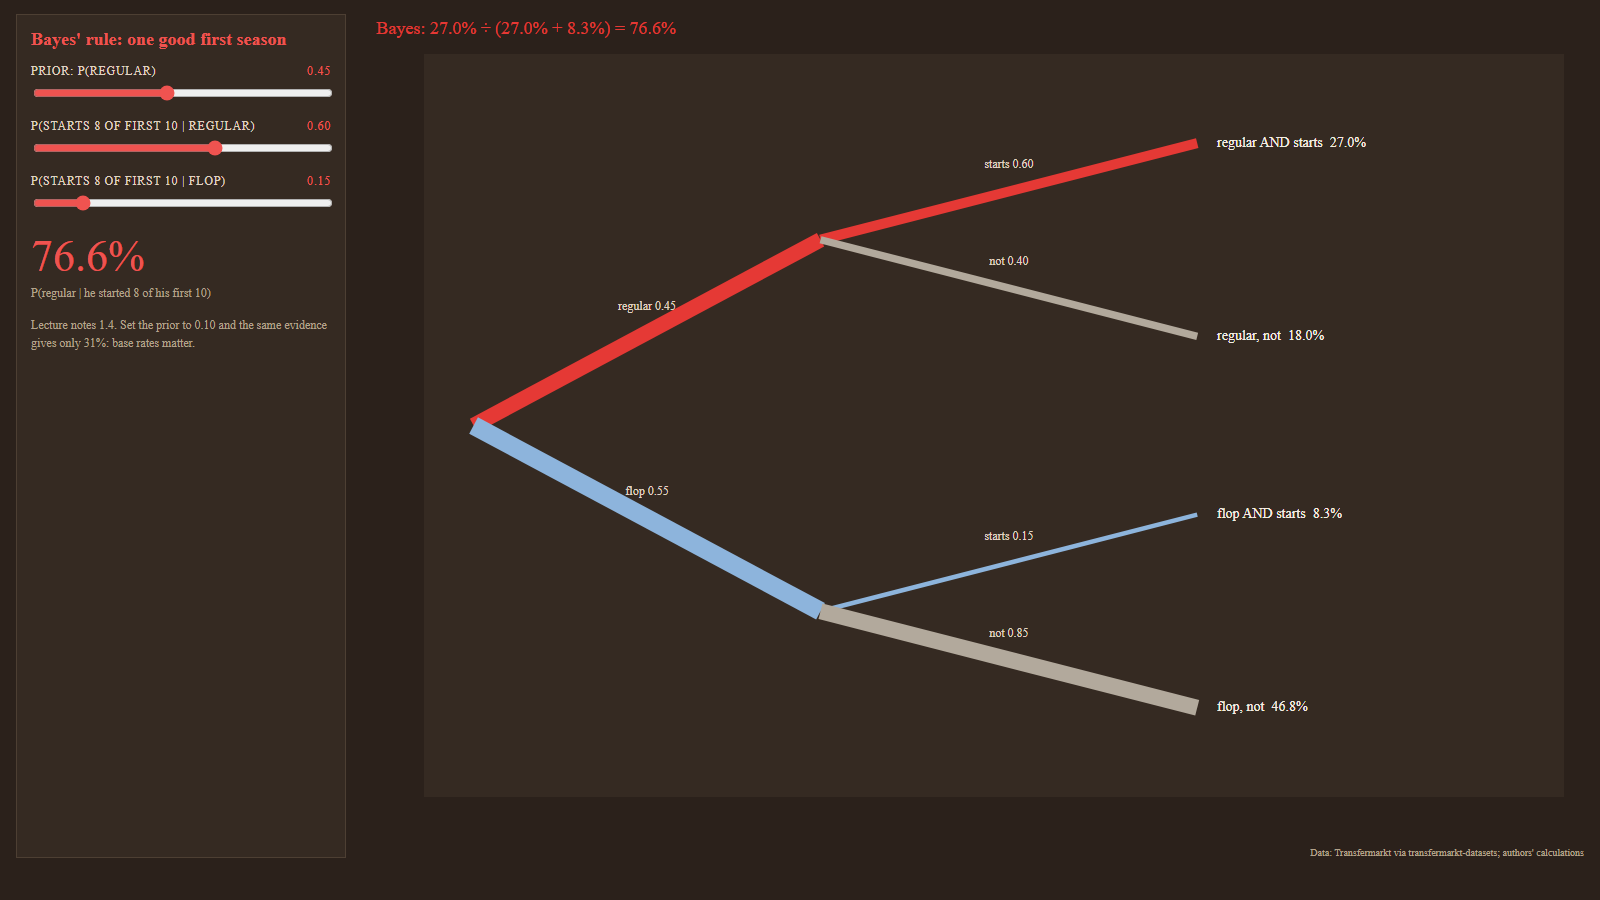 Bayes' rule: one good first season
PRIOR: P(REGULAR) 0.45
P(STARTS 8 OF FIRST 10 | REGULAR) 0.60
P(STARTS 8 OF FIRST 10 | FLOP) 0.15
76.6%
P(regular | he started 8 of his first 10)
Lecture notes 1.4. Set the prior to 0.10 and the same evidence
gives only 31%: base rates matter.
Bayes: 27.0% ÷ (27.0% + 8.3%) = 76.6%
regular AND starts 27.0%
starts 0.60
not 0.40
regular 0.45
regular, not 18.0%
flop 0.55
flop AND starts 8.3%
starts 0.15
not 0.85
flop, not 46.8%
Data: Transfermarkt via transfermarkt-datasets; authors' calculations